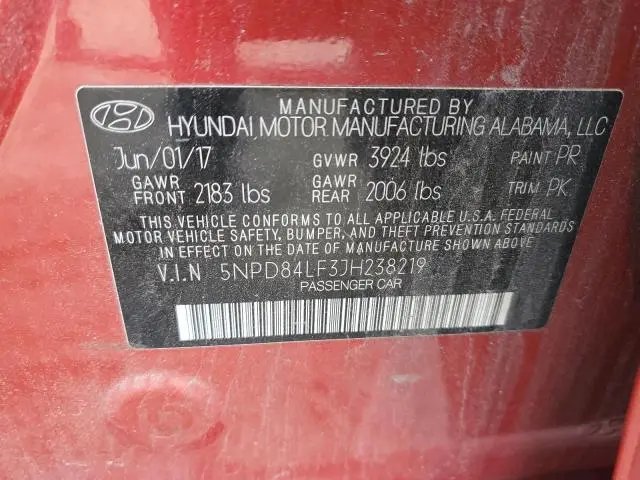 MANUFACTURED BY
HYUNDAI MOTOR MANUFACTURING ALABAMA, LLC
Jun/01/17 GVWR 3924 lbs PAINT PR
GAWR FRONT 2183 lbs GAWR REAR 2006 lbs TRIM PK
THIS VEHICLE CONFORMS TO ALL APPLICABLE U.S.A. FEDERAL
MOTOR VEHICLE SAFETY, BUMPER, AND THEFT PREVENTION STANDARDS
IN EFFECT ON THE DATE OF MANUFACTURE SHOWN ABOVE.
V.I.N 5NPD84LF3JH238219
PASSENGER CAR